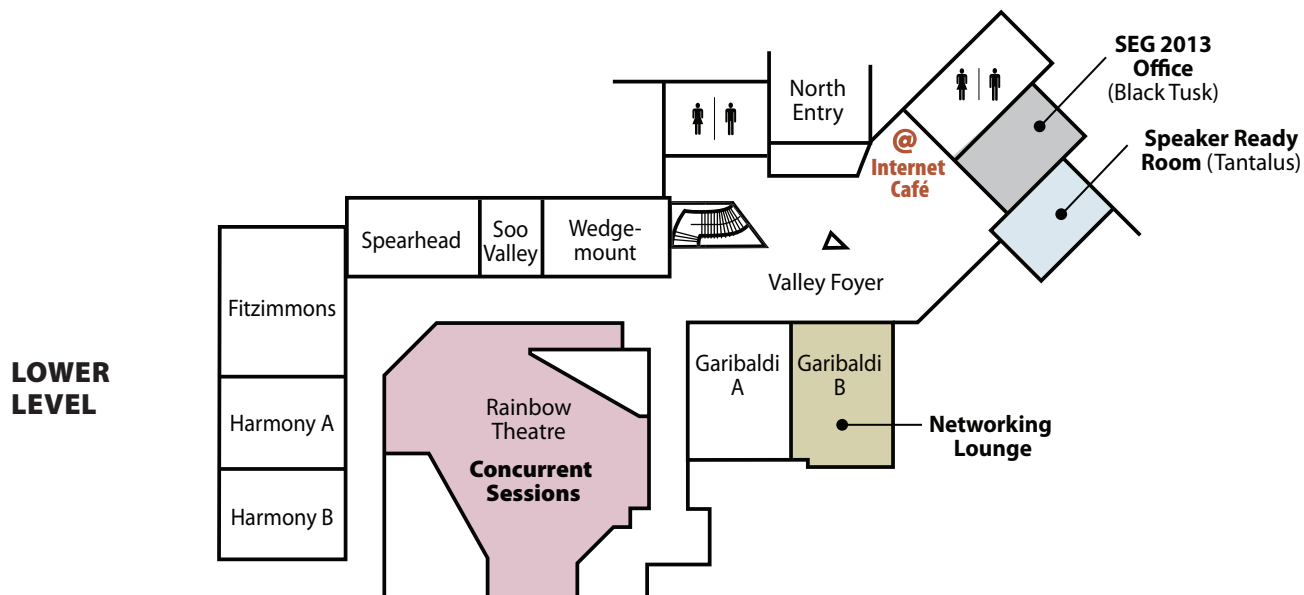 SEG 2013
Office
(Black Tusk)
North
Entry
@
Internet
Café
Speaker Ready
Room (Tantalus)
Spearhead
Soo
Valley
Wedge-
mount
Valley Foyer
Fitzimmons
LOWER
LEVEL
Harmony A
Harmony B
Rainbow
Theatre
Concurrent
Sessions
Garibaldi
A
Garibaldi
B
Networking
Lounge